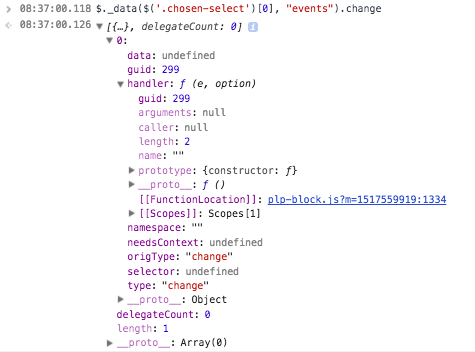 08:37:00.118 $._data($('.chosen-select')[0], "events").change
08:37:00.126 ▼[{…}, delegateCount: 0] i
▼0:
data: undefined
guid: 299
▼handler: ƒ (e, option)
guid: 299
arguments: null
caller: null
length: 2
name: ""
▶prototype: {constructor: ƒ}
▶__proto__: ƒ ()
[[FunctionLocation]]: plp-block.js?m=1517559919:1334
▶[[Scopes]]: Scopes[1]
namespace: ""
needsContext: undefined
origType: "change"
selector: undefined
type: "change"
▶__proto__: Object
delegateCount: 0
length: 1
▶__proto__: Array(0)